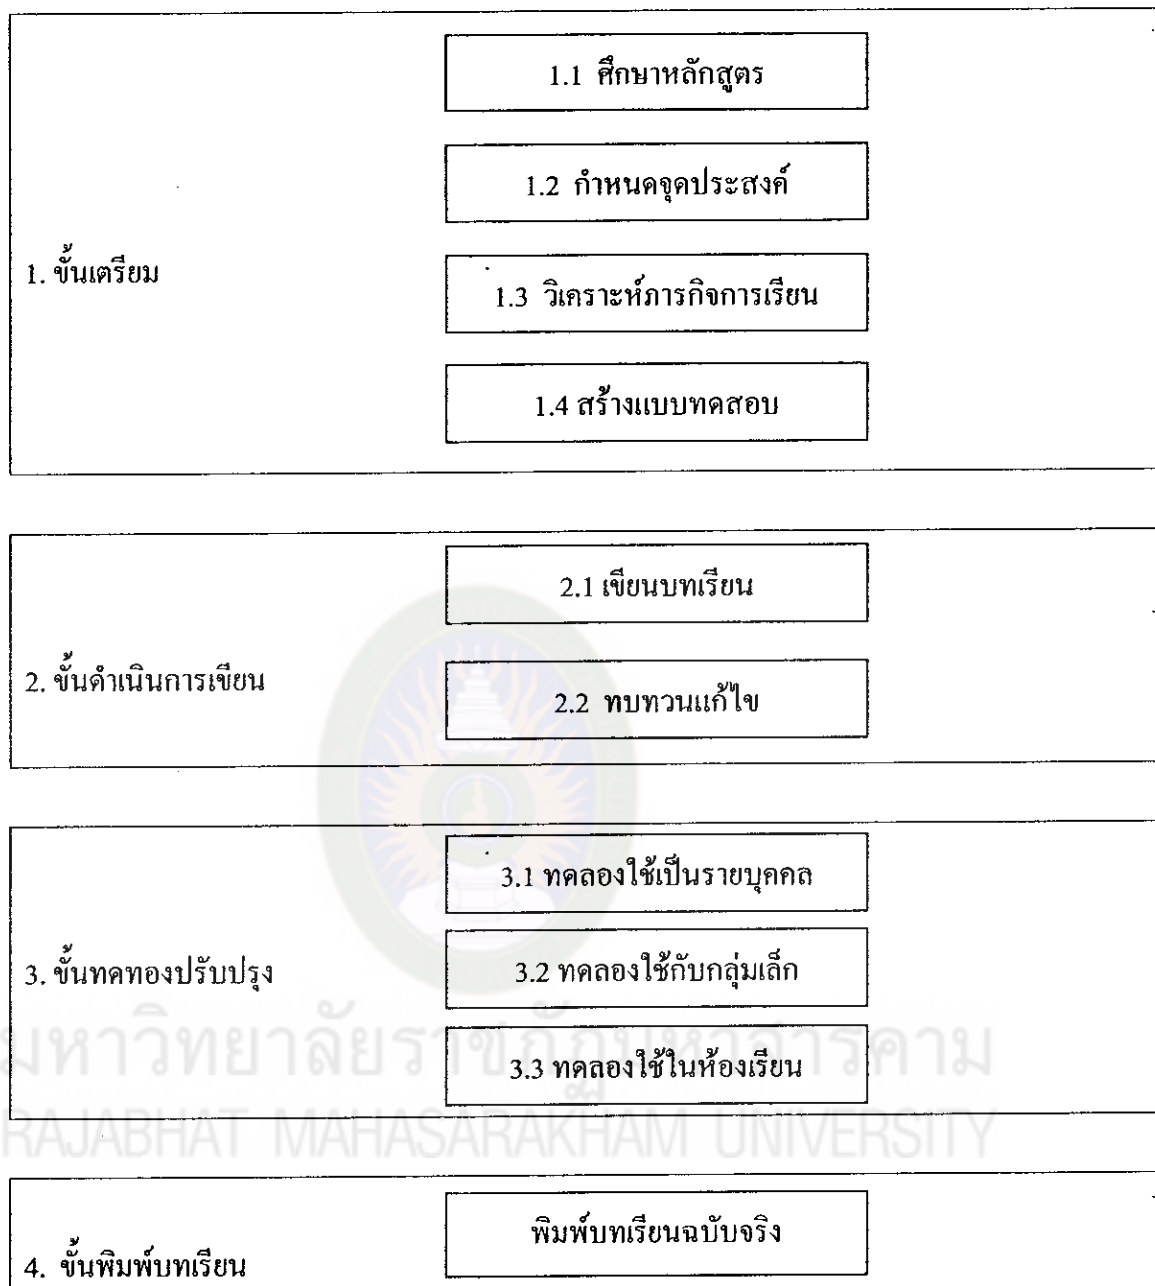 1.1 ศึกษาหลักสูตร
1.2 กำหนดจุดประสงค์
1. ขั้นเตรียม
1.3 วิเคราะห์ภารกิจการเรียน
1.4 สร้างแบบทดสอบ
2.1 เขียนบทเรียน
2. ขั้นดำเนินการเขียน
2.2 ทบทวนแก้ไข
3.1 ทดลองใช้เป็นรายบุคคล
3. ขั้นทดทองปรับปรุง
3.2 ทดลองใช้กับกลุ่มเล็ก
3.3 ทดลองใช้ในห้องเรียน
มหาวิทยาลัยราชภัฏมหาสารคาม
RAJABHAT MAHASARAKHAM UNIVERSITY
พิมพ์บทเรียนฉบับจริง
4. ขั้นพิมพ์บทเรียน